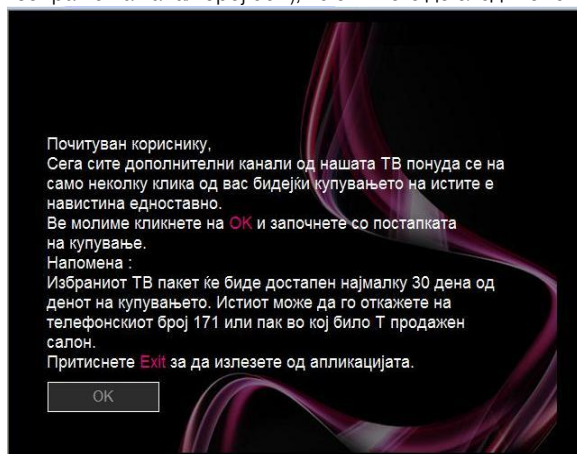 Почитуван кориснику,
Сега сите дополнителни канали од нашата ТВ понуда се на
само неколку клика од вас бидејќи купувањето на истите е
навистина едноставно.
Ве молиме кликнете на OK и започнете со постапката
на купување.
Напомена :
Избраниот ТВ пакет ќе биде достапен најмалку 30 дена од
денот на купувањето. Истиот може да го откажете на
телефонскиот број 171 или пак во кој било Т продажен
салон.
Притиснете Exit за да излезете од апликацијата.
OK